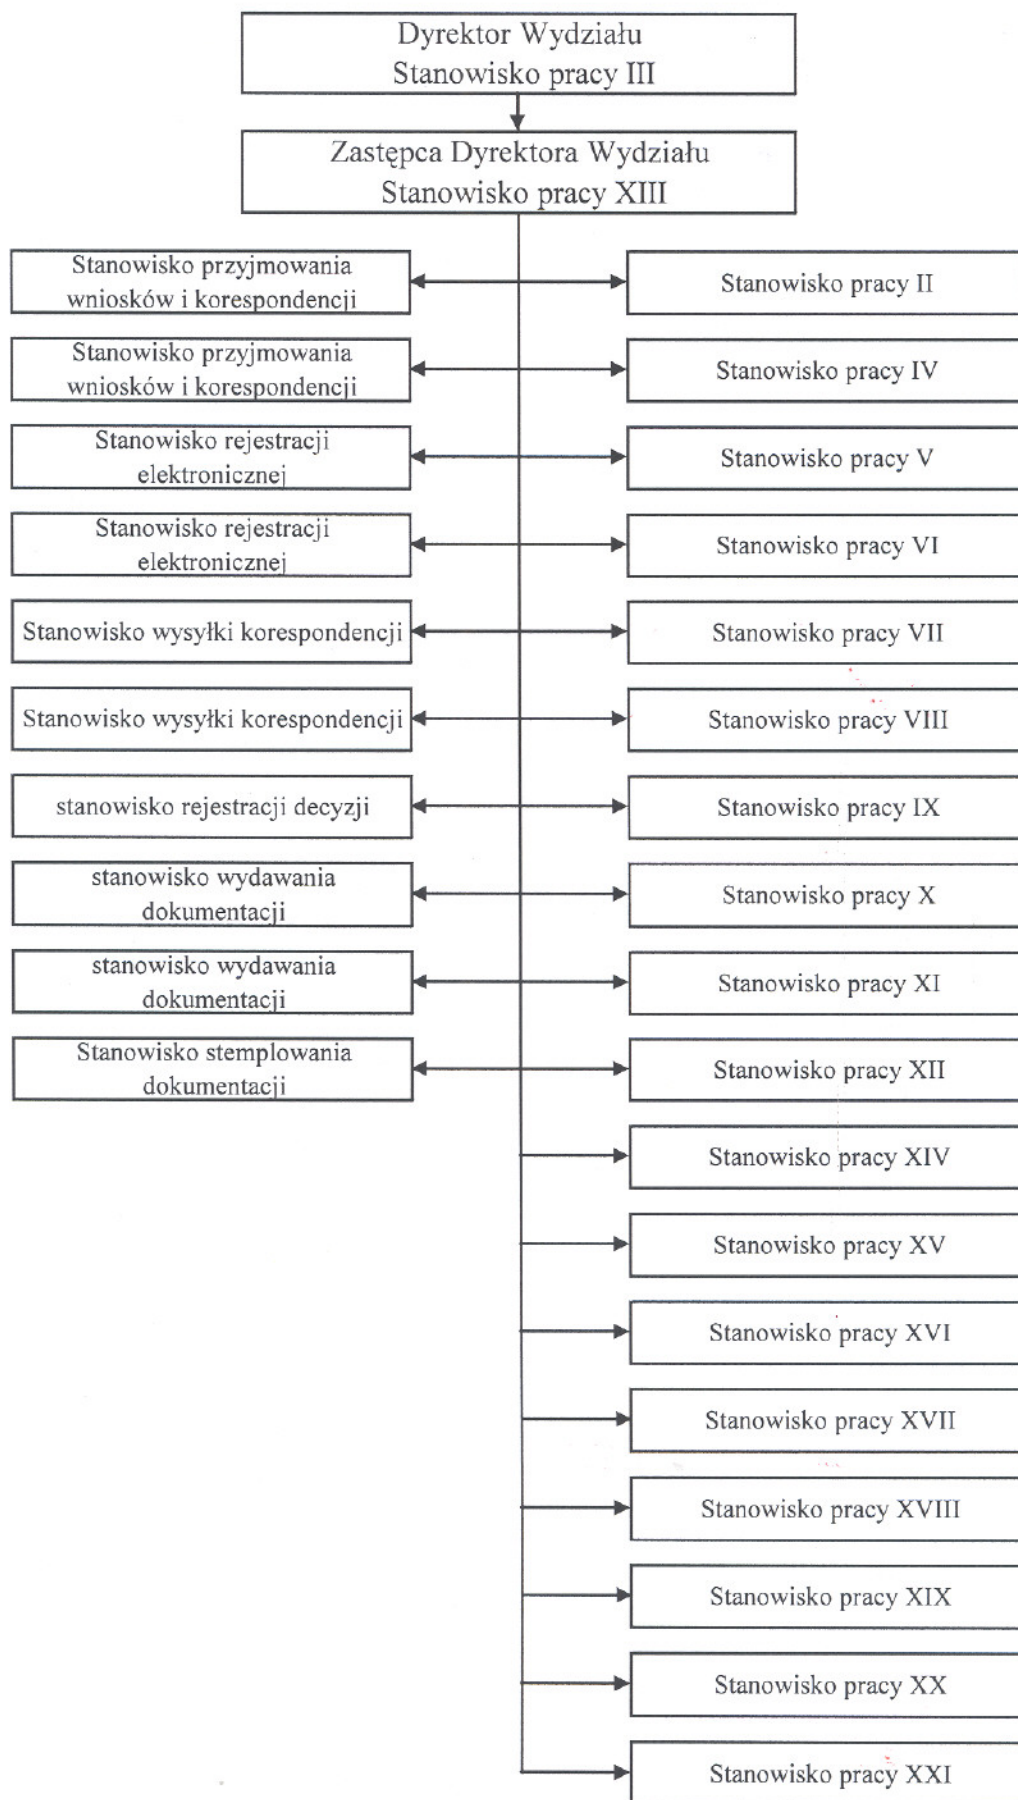 Dyrektor Wydziału
Stanowisko pracy III
Zastępca Dyrektora Wydziału
Stanowisko pracy XIII
Stanowisko przyjmowania
wniosków i korespondencji
Stanowisko pracy II
Stanowisko przyjmowania
wniosków i korespondencji
Stanowisko pracy IV
Stanowisko rejestracji
elektronicznej
Stanowisko pracy V
Stanowisko rejestracji
elektronicznej
Stanowisko pracy VI
Stanowisko wysyłki korespondencji
Stanowisko pracy VII
Stanowisko wysyłki korespondencji
Stanowisko pracy VIII
stanowisko rejestracji decyzji
Stanowisko pracy IX
stanowisko wydawania
dokumentacji
Stanowisko pracy X
stanowisko wydawania
dokumentacji
Stanowisko pracy XI
Stanowisko stemplowania
dokumentacji
Stanowisko pracy XII
Stanowisko pracy XIV
Stanowisko pracy XV
Stanowisko pracy XVI
Stanowisko pracy XVII
Stanowisko pracy XVIII
Stanowisko pracy XIX
Stanowisko pracy XX
Stanowisko pracy XXI